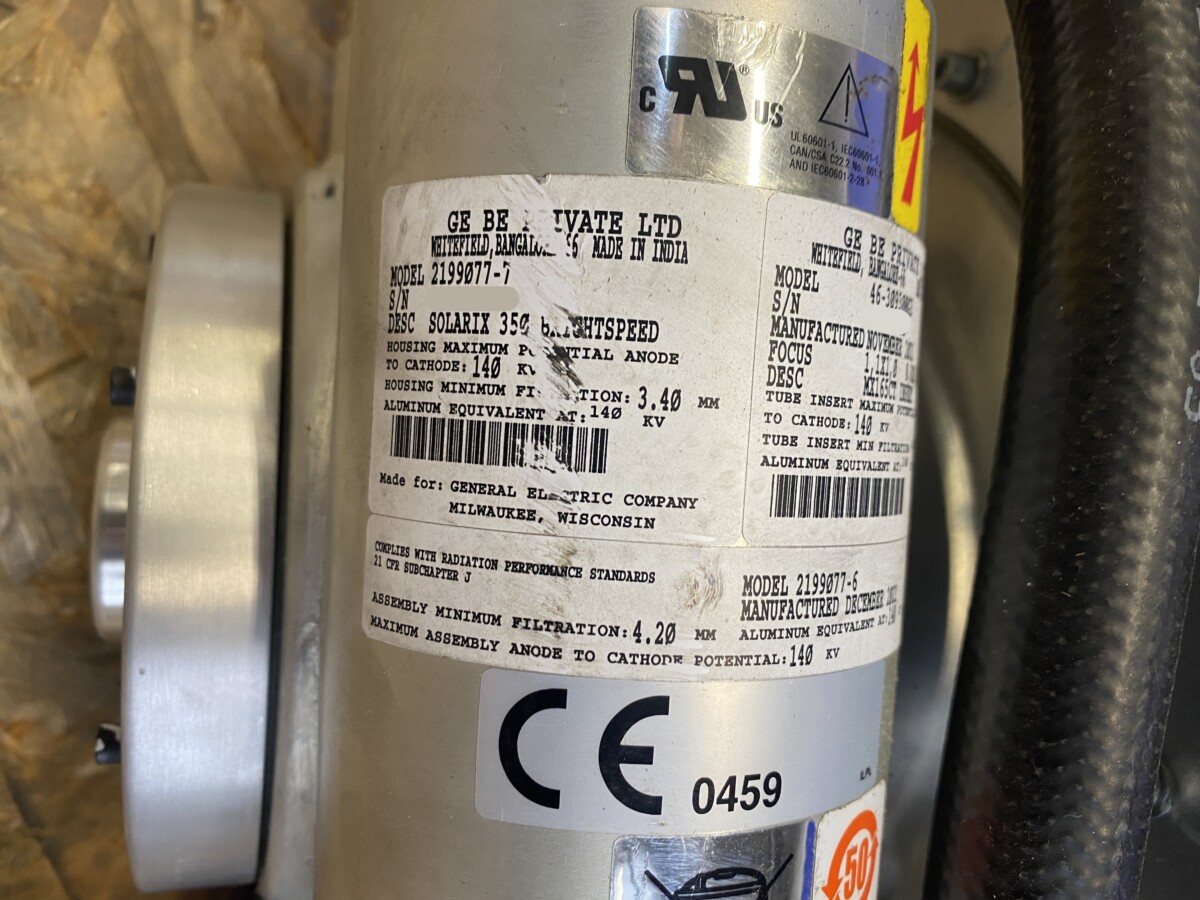 C RU ® US
UL 60601-1, IEC60601-1,
CAN/CSA C22.2 No. 601.1
AND IEC60601-2-28
GE BE PRIVATE LTD
WHITEFIELD, BANGALORE 66 MADE IN INDIA
MODEL 2199077-7
S/N
DESC SOLARIX 350 BRIGHTSPEED
HOUSING MAXIMUM POTENTIAL ANODE
TO CATHODE: 140 KV
HOUSING MINIMUM FILTRATION: 3.40 MM
ALUMINUM EQUIVALENT AT: 140 KV
Made for: GENERAL ELECTRIC COMPANY
MILWAUKEE, WISCONSIN
GE BE PRIVATE
WHITEFIELD, BANGALORE
MODEL
S/N
MANUFACTURED NOVEMBER
FOCUS
DESC MX165CT
TUBE INSERT MAXIMUM
TO CATHODE: 140 KV
TUBE INSERT MIN FILTRATION
ALUMINUM EQUIVALENT AT:
COMPLIES WITH RADIATION PERFORMANCE STANDARDS
21 CFR SUBCHAPTER J
MODEL 2199077-6
MANUFACTURED DECEMBER
ASSEMBLY MINIMUM FILTRATION: 4.20 MM ALUMINUM EQUIVALENT AT:
MAXIMUM ASSEMBLY ANODE TO CATHODE POTENTIAL: 140 KV
CE 0459
50